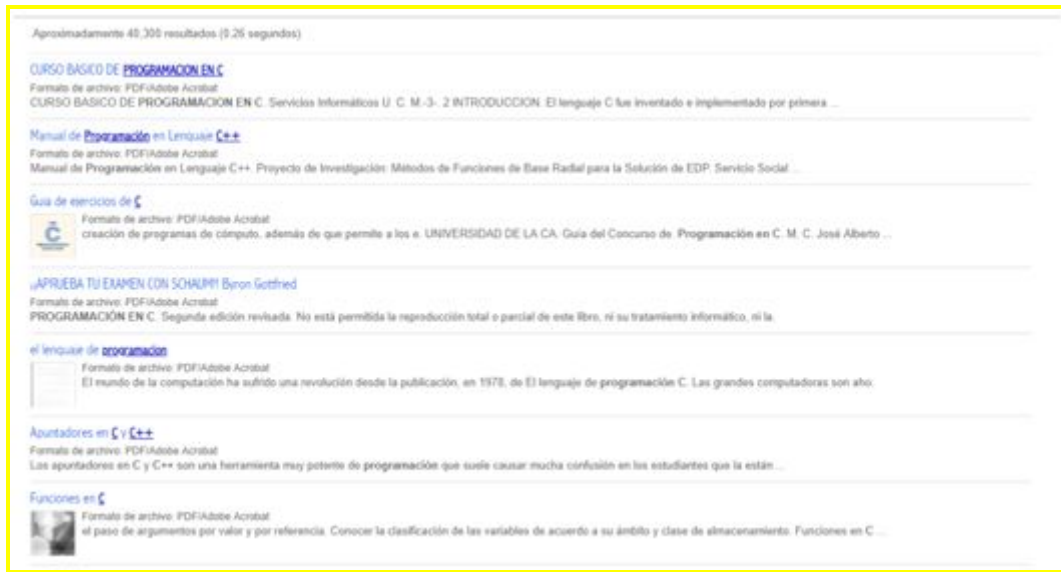 Aproximadamente 40,300 resultados (0.26 segundos)
CURSO BASICO DE PROGRAMACION EN C
Formato de archivo: PDF/Adobe Acrobat
CURSO BASICO DE PROGRAMACION EN C. Servicios Informáticos U. C. M.-3-. 2 INTRODUCCION. El lenguaje C fue inventado e implementado por primera ...
Manual de Programación en Lenguaje C++
Formato de archivo: PDF/Adobe Acrobat
Manual de Programación en Lenguaje C++. Proyecto de Investigación: Métodos de Funciones de Base Radial para la Solución de EDP. Servicio Social ...
Guia de ejercicios de C
Formato de archivo: PDF/Adobe Acrobat
creación de programas de cómputo, además de que permite a los e. UNIVERSIDAD DE LA CA. Guía del Concurso de. Programación en C. M. C. José Alberto ...
¡¡APRUEBA TU EXAMEN CON SCHAUM!! Byron Gottfried
Formato de archivo: PDF/Adobe Acrobat
PROGRAMACIÓN EN C. Segunda edición revisada. No está permitida la reproducción total o parcial de este libro, ni su tratamiento informático, ni la.
el lenguaje de programacion
Formato de archivo: PDF/Adobe Acrobat
El mundo de la computación ha sufrido una revolución desde la publicación, en 1978, de El lenguaje de programación C. Las grandes computadoras son aho.
Apuntadores en C y C++
Formato de archivo: PDF/Adobe Acrobat
Los apuntadores en C y C++ son una herramienta muy potente de programación que suele causar mucha confusión en los estudiantes que la están ...
Funciones en C
Formato de archivo: PDF/Adobe Acrobat
el paso de argumentos por valor y por referencia. Conocer la clasificación de las variables de acuerdo a su ámbito y clase de almacenamiento. Funciones en C ...